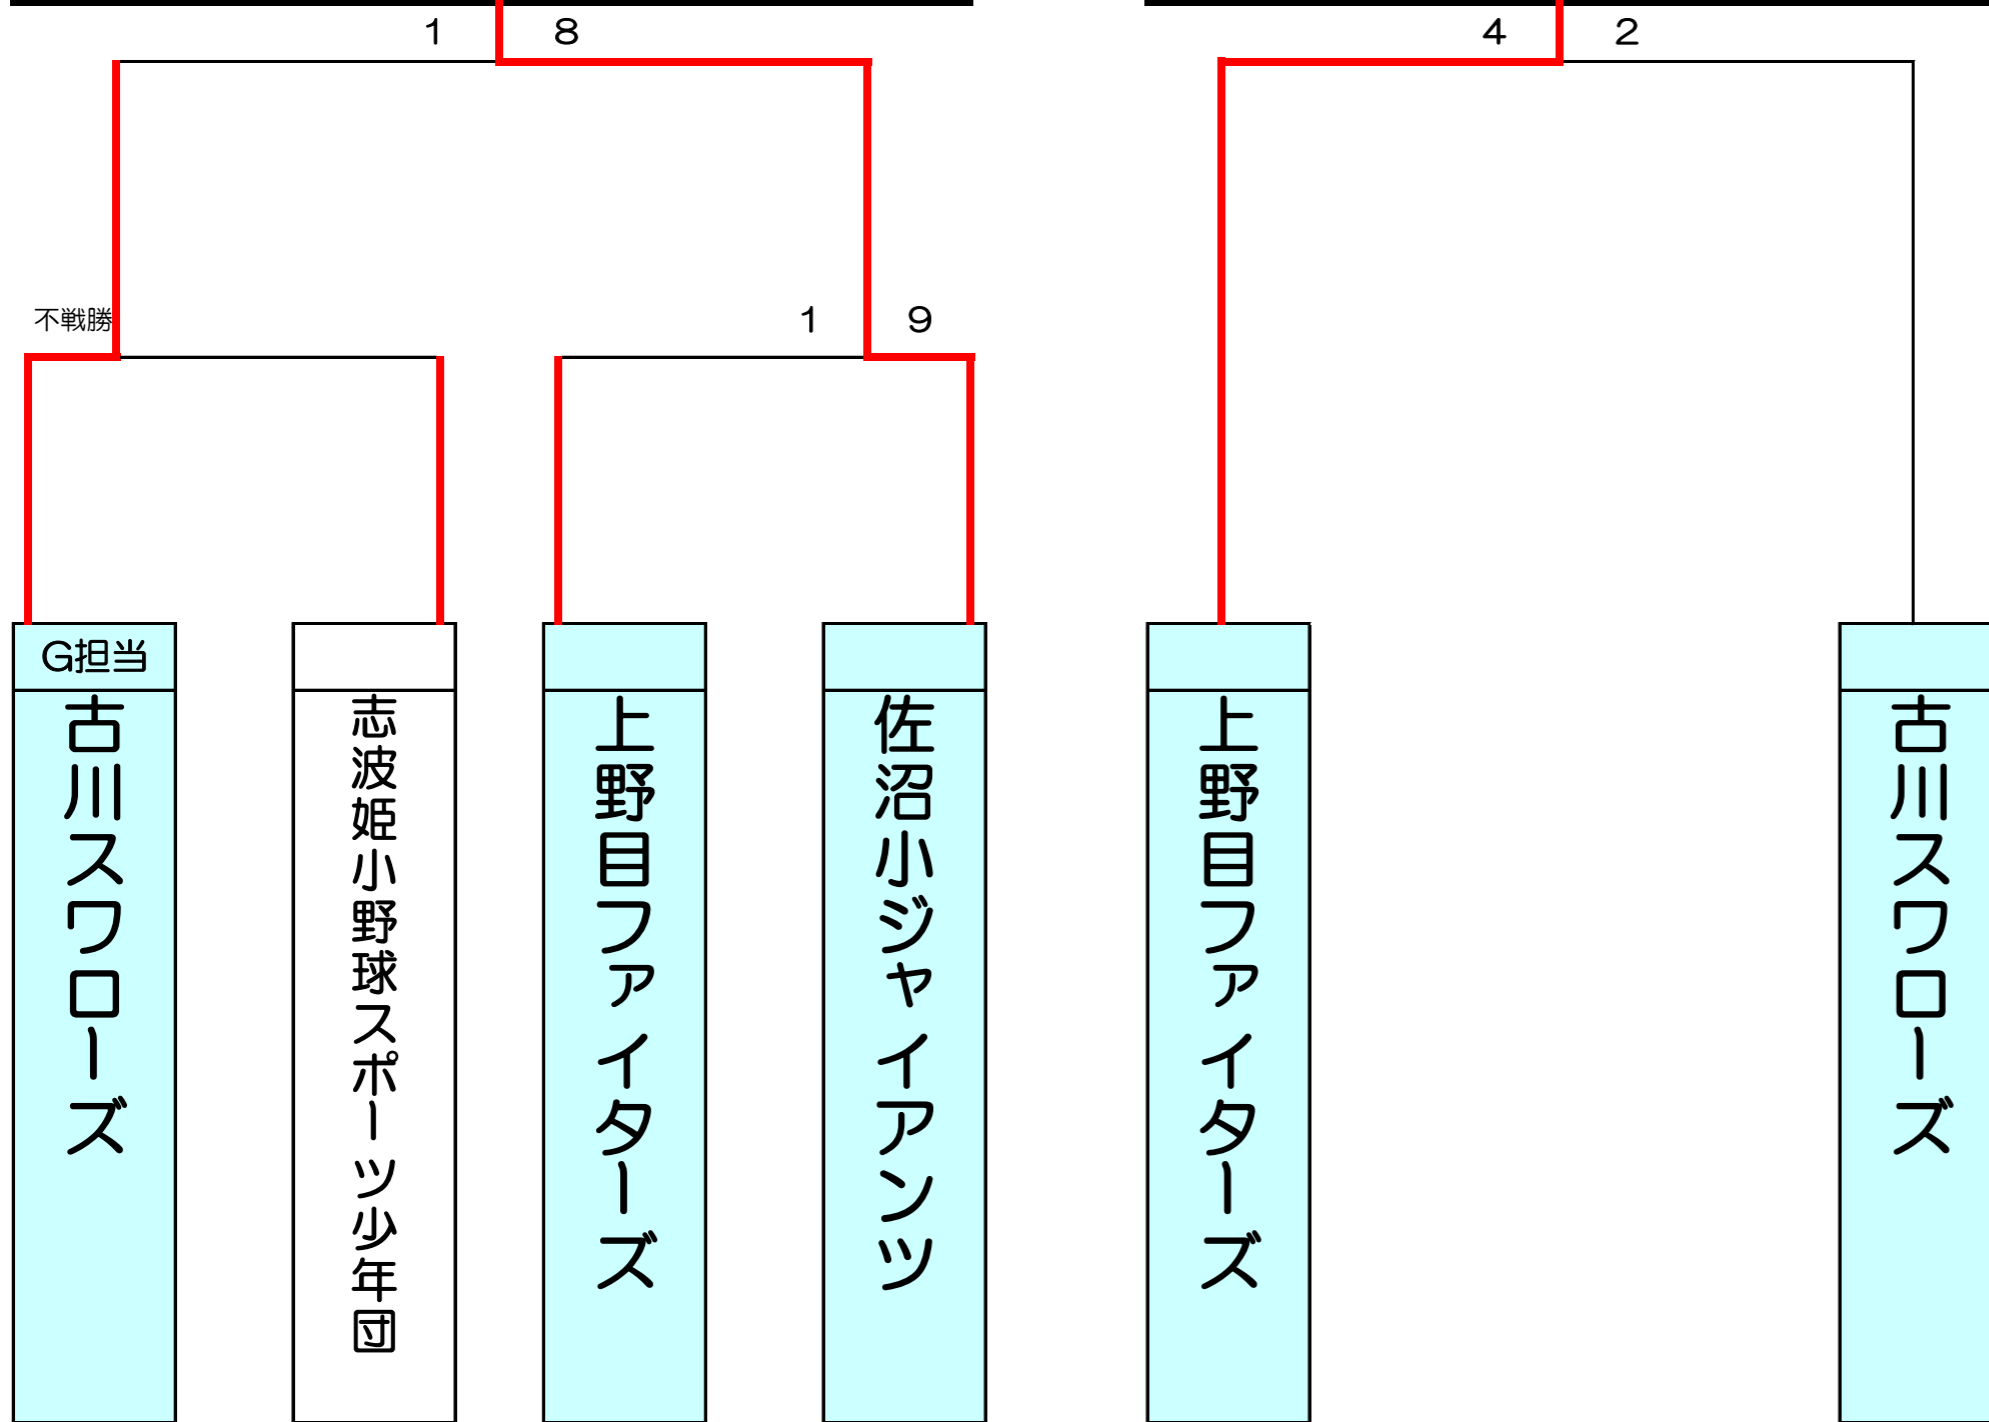 1 8
4 2
不戦勝
1 9
G担当
古川スワローズ
志波姫小野球スポーツ少年団
上野目ファイターズ
佐沼小ジャイアンツ
上野目ファイターズ
古川スワローズ